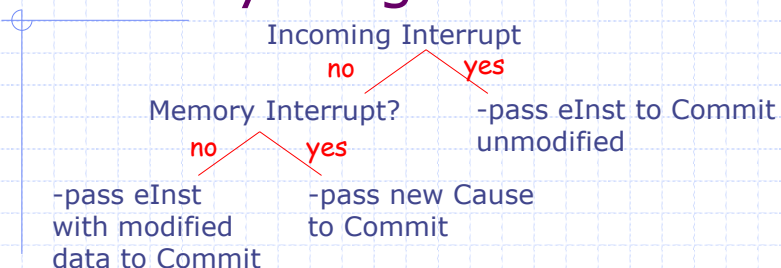 Incoming Interrupt
no
yes
Memory Interrupt?
-pass eInst to Commit
unmodified
no
yes
-pass eInst
with modified
data to Commit
-pass new Cause
to Commit